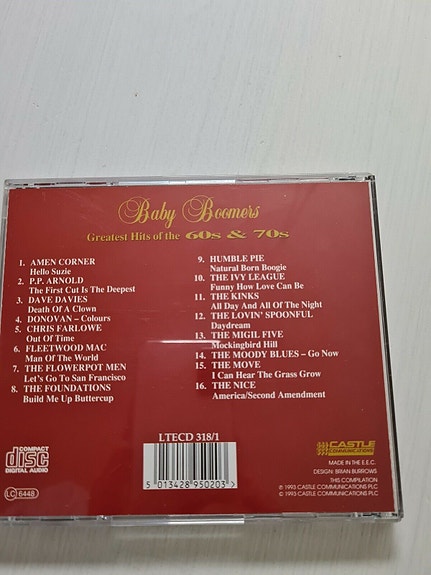 Baby Boomers
Greatest Hits of the 60s & 70s
1. AMEN CORNER
Hello Suzie
2. P.P. ARNOLD
The First Cut Is The Deepest
3. DAVE DAVIES
Death Of A Clown
4. DONOVAN – Colours
5. CHRIS FARLOWE
Out Of Time
6. FLEETWOOD MAC
Man Of The World
7. THE FLOWERPOT MEN
Let's Go To San Francisco
8. THE FOUNDATIONS
Build Me Up Buttercup
9. HUMBLE PIE
Natural Born Boogie
10. THE IVY LEAGUE
Funny How Love Can Be
11. THE KINKS
All Day And All Of The Night
12. THE LOVIN' SPOONFUL
Daydream
13. THE MIGIL FIVE
Mockingbird Hill
14. THE MOODY BLUES – Go Now
15. THE MOVE
I Can Hear The Grass Grow
16. THE NICE
America/Second Amendment
COMPACT
disc
DIGITAL AUDIO
LC 6448
LTECD 318/1
5 013428 950203 >
CASTLE
COMMUNICATIONS
MADE IN THE E.E.C.
DESIGN: BRIAN BURROWS
THIS COMPILATION
℗ 1993 CASTLE COMMUNICATIONS PLC
© 1993 CASTLE COMMUNICATIONS PLC